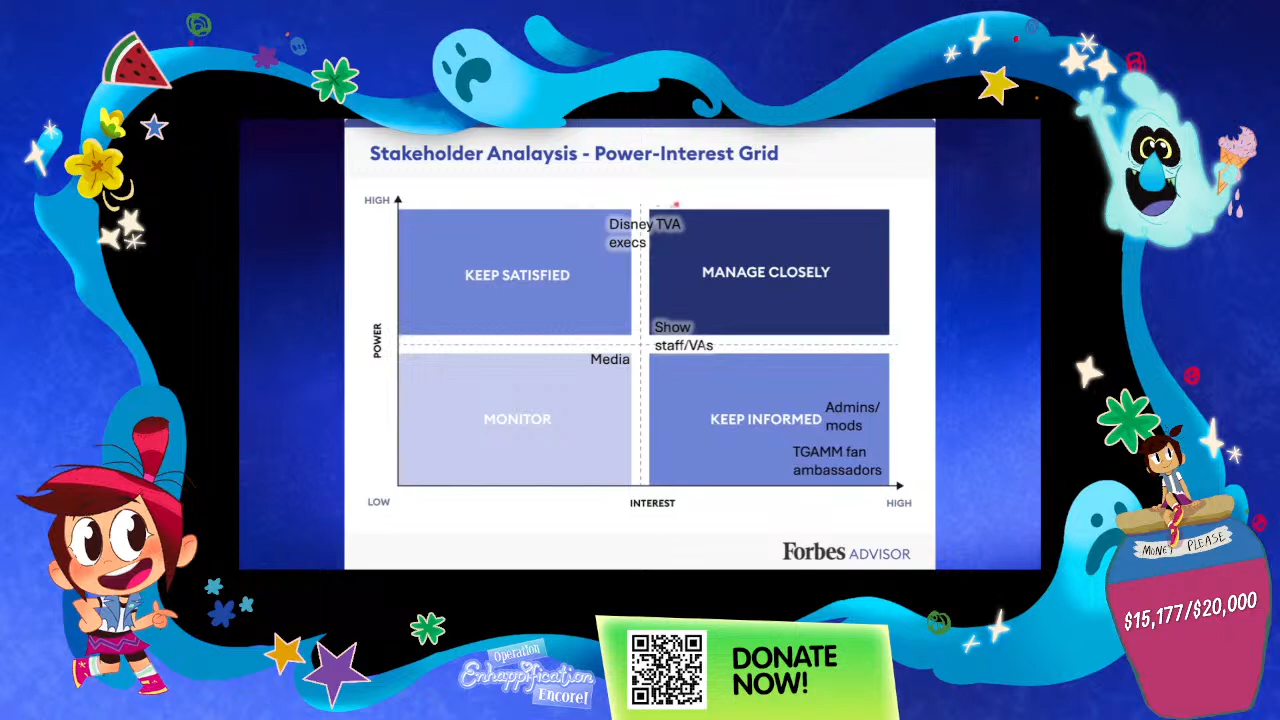 Stakeholder Analaysis - Power-Interest Grid
HIGH
Disney TVA
execs
KEEP SATISFIED
MANAGE CLOSELY
POWER
Show
staff/VAs
Media
MONITOR
KEEP INFORMED
Admins/
mods
TGAMM fan
ambassadors
LOW
INTEREST
HIGH
Forbes ADVISOR
MONEY PLEASE
$15,177/$20,000
Operation
Enhappification
Encore!
DONATE
NOW!